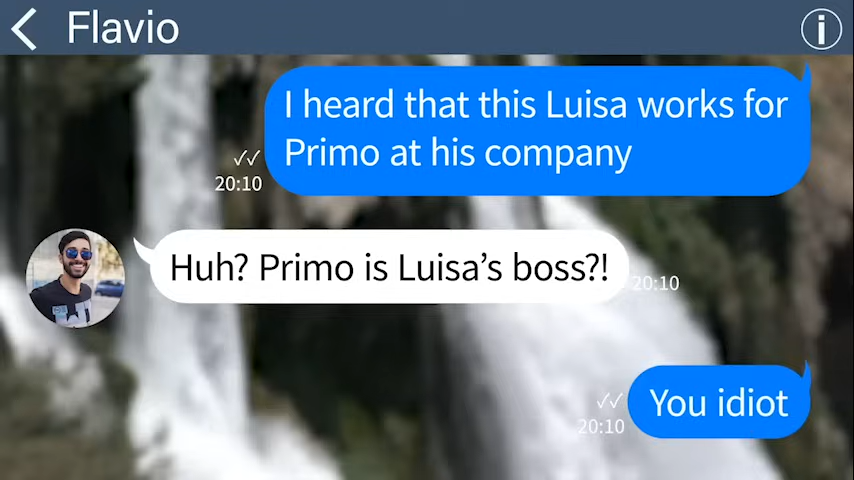 Flavio
I heard that this Luisa works for
Primo at his company
20:10
Huh? Primo is Luisa’s boss?!
20:10
You idiot
20:10